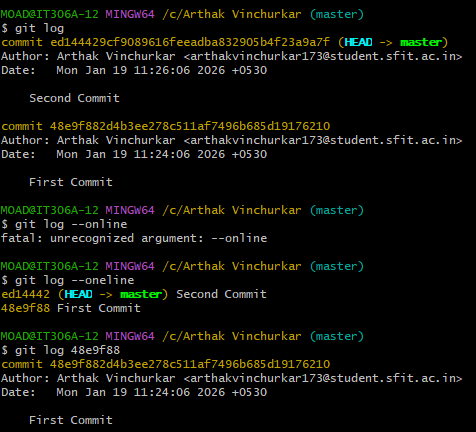 MOAD@IT306A-12 MINGW64 /c/Arthak Vinchurkar (master)
$ git log
commit ed144429cf9089616feeadba832905b4f23a9a7f (HEAD -> master)
Author: Arthak Vinchurkar <arthakvinchurkar173@student.sfit.ac.in>
Date:   Mon Jan 19 11:26:06 2026 +0530

    Second Commit

commit 48e9f882d4b3ee278c511af7496b685d19176210
Author: Arthak Vinchurkar <arthakvinchurkar173@student.sfit.ac.in>
Date:   Mon Jan 19 11:24:06 2026 +0530

    First Commit

MOAD@IT306A-12 MINGW64 /c/Arthak Vinchurkar (master)
$ git log --online
fatal: unrecognized argument: --online

MOAD@IT306A-12 MINGW64 /c/Arthak Vinchurkar (master)
$ git log --oneline
ed14442 (HEAD -> master) Second Commit
48e9f88 First Commit

MOAD@IT306A-12 MINGW64 /c/Arthak Vinchurkar (master)
$ git log 48e9f88
commit 48e9f882d4b3ee278c511af7496b685d19176210
Author: Arthak Vinchurkar <arthakvinchurkar173@student.sfit.ac.in>
Date:   Mon Jan 19 11:24:06 2026 +0530

    First Commit